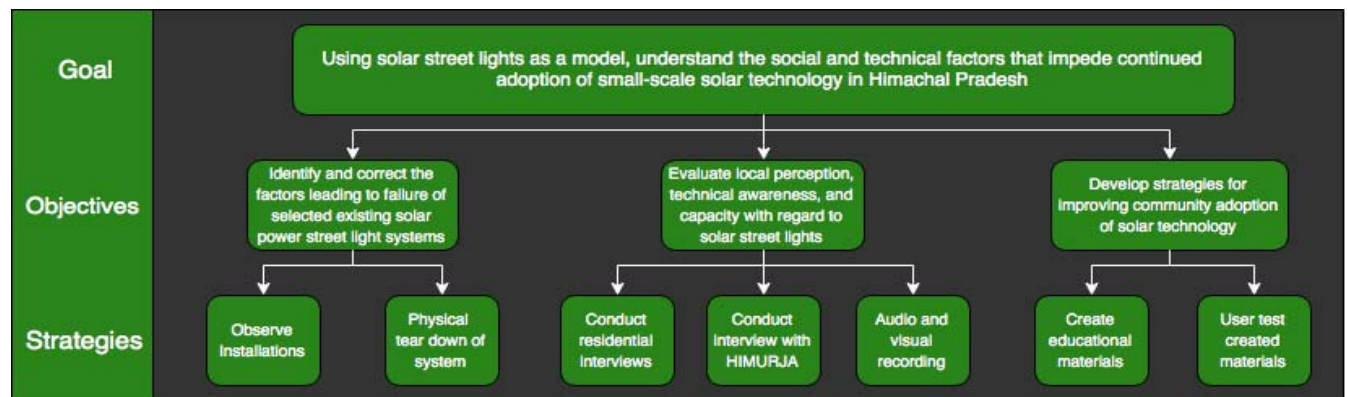 Goal
Using solar street lights as a model, understand the social and technical factors that impede continued
adoption of small-scale solar technology in Himachal Pradesh
Objectives
Identify and correct the
factors leading to failure of
selected existing solar
power street light systems
Evaluate local perception,
technical awareness, and
capacity with regard to
solar street lights
Develop strategies for
improving community adoption
of solar technology
Strategies
Observe
Installations
Physical
tear down of
system
Conduct
residential
interviews
Conduct
interview with
HIMURJA
Audio and
visual
recording
Create
educational
materials
User test
created
materials